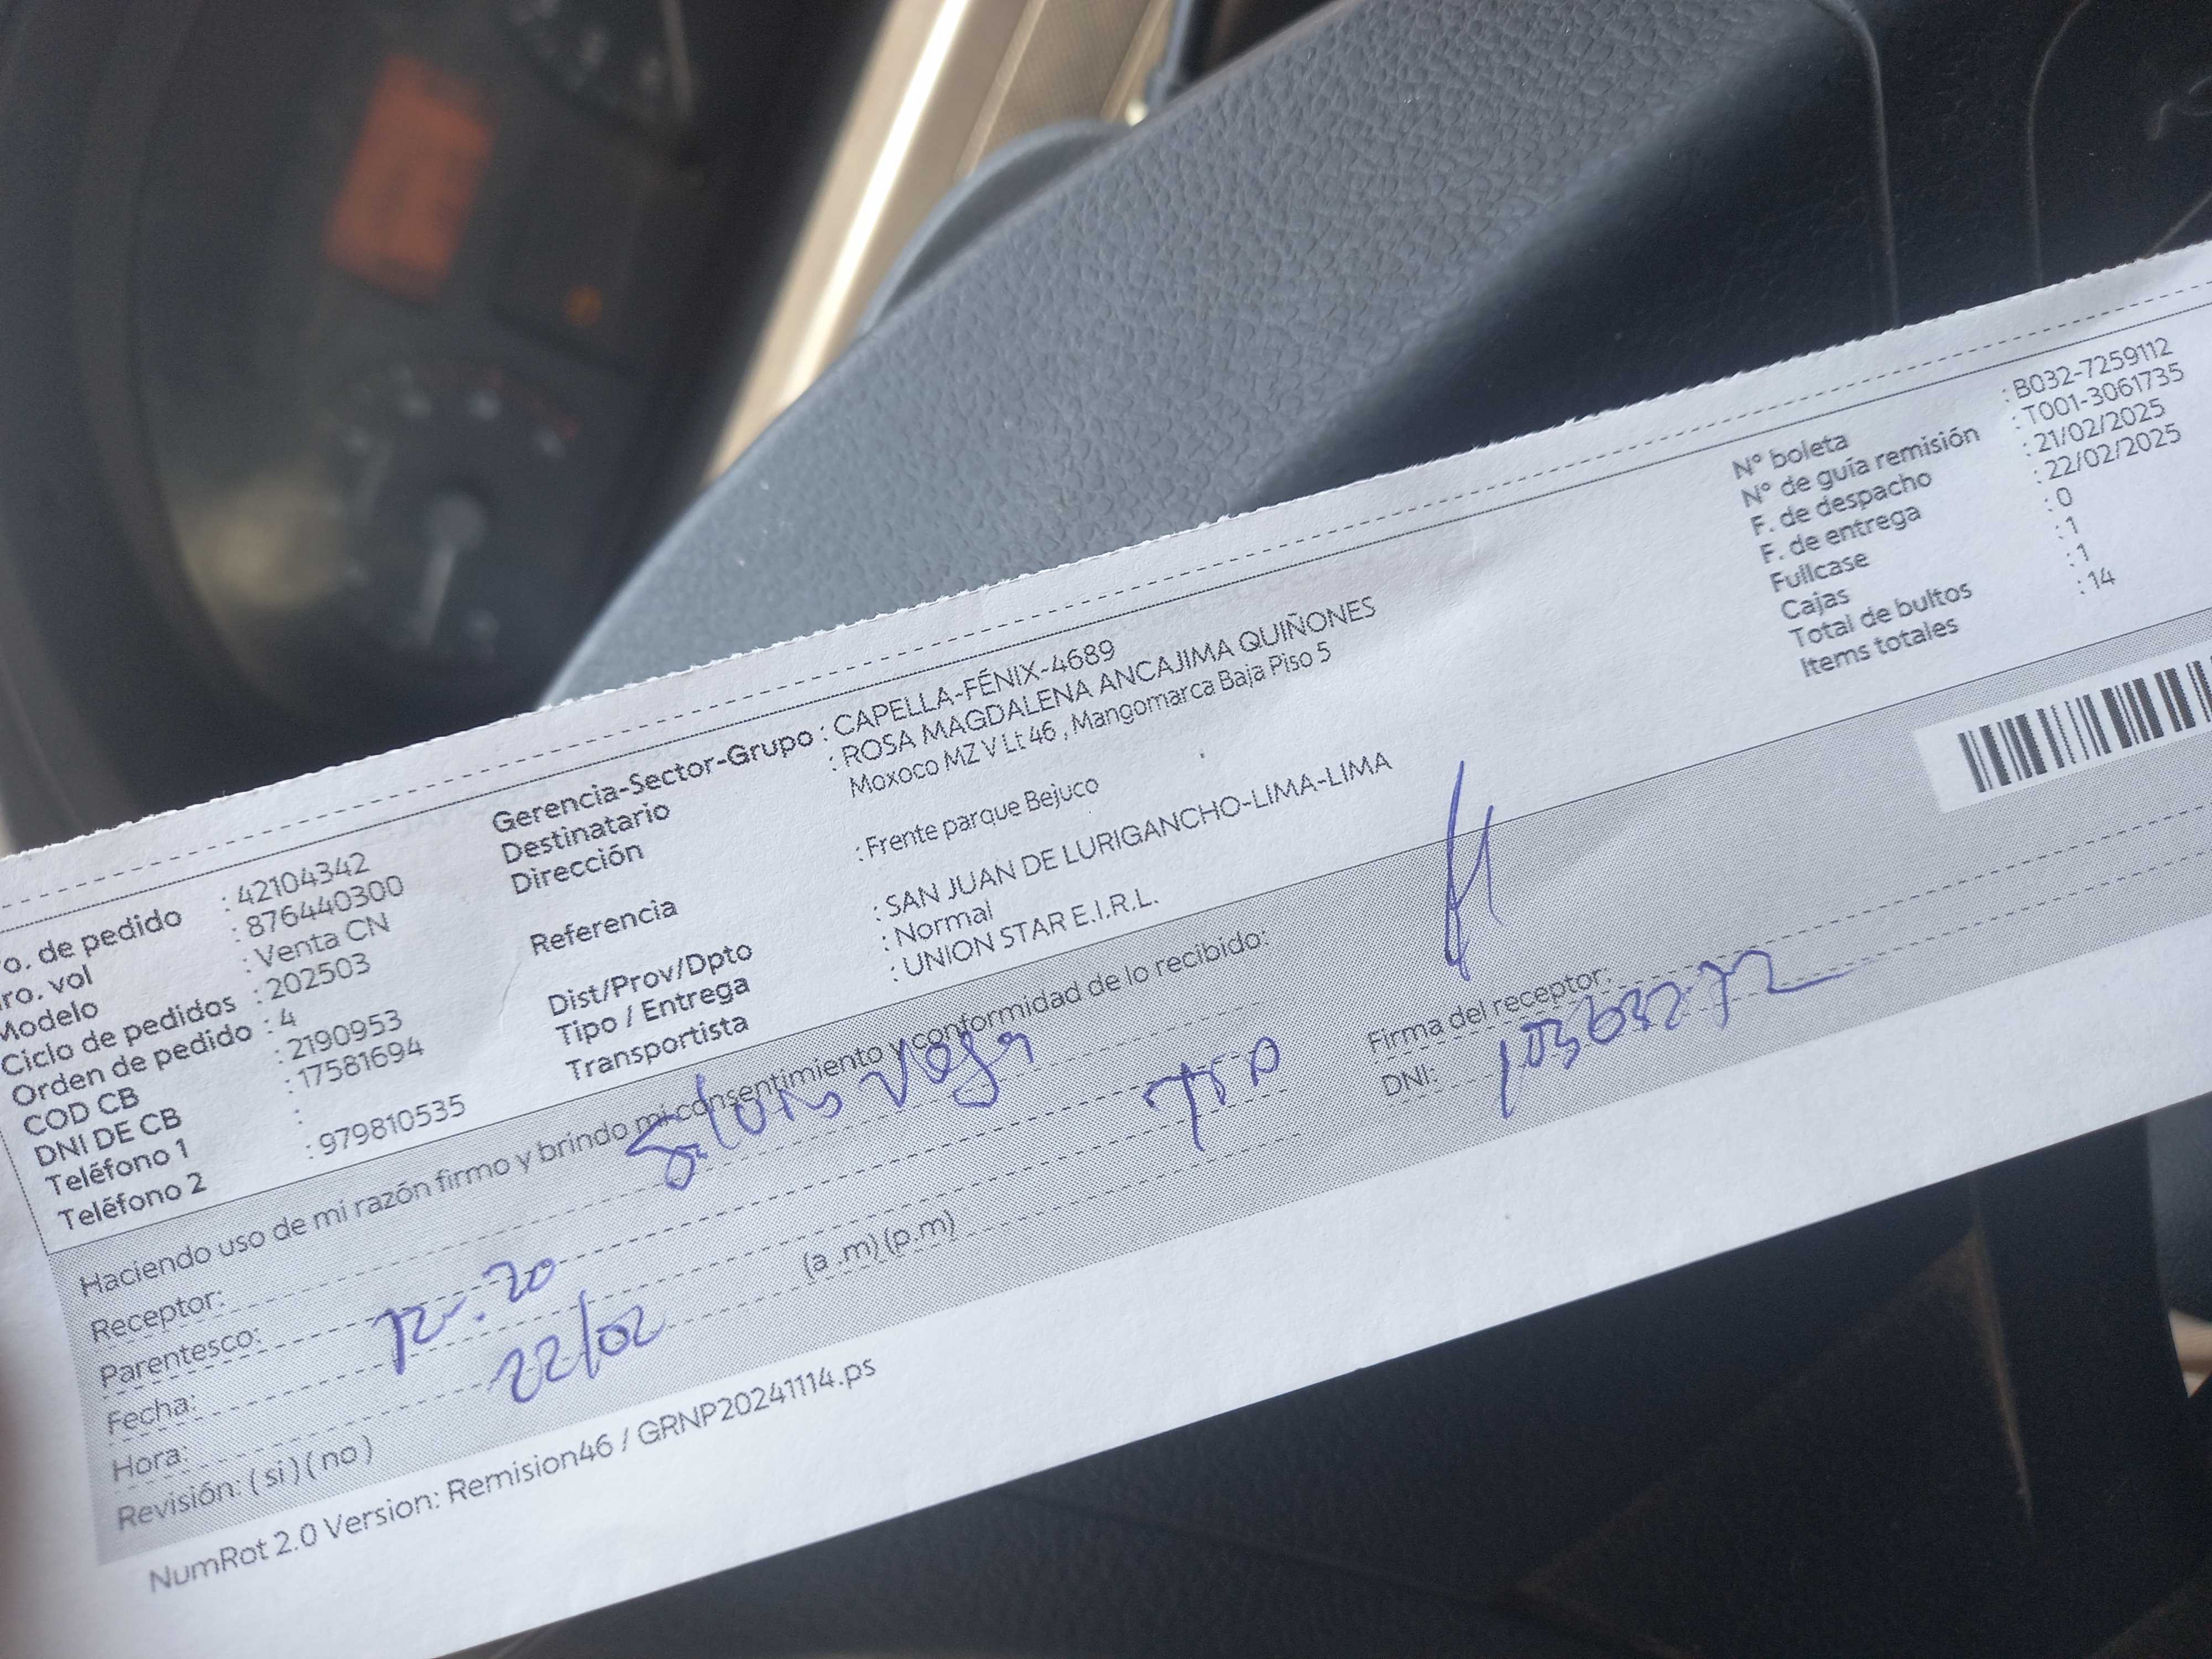 o. de pedido : 42104342
ro. vol : 876440300
Modelo : Venta CN
Ciclo de pedidos : 202503
Orden de pedido : 4
COD CB : 2190953
DNI DE CB : 17581694
Teléfono 1 :
Teléfono 2 : 979810535
Gerencia-Sector-Grupo : CAPELLA-FÉNIX-4689
Destinatario : ROSA MAGDALENA ANCAJIMA QUIÑONES
Dirección Moxoco MZ V Lt 46 , Mangomarca Baja Piso 5
Referencia : Frente parque Bejuco
Dist/Prov/Dpto : SAN JUAN DE LURIGANCHO-LIMA-LIMA
Tipo / Entrega : Normal
Transportista : UNION STAR E.I.R.L.
N° boleta : B032-7259112
N° de guía remisión : T001-3061735
F. de despacho : 21/02/2025
F. de entrega : 22/02/2025
Fullcase : 0
Cajas : 1
Total de bultos : 1
Items totales : 14
Haciendo uso de mi razón firmo y brindo mi consentimiento y conformidad de lo recibido:
Receptor: Vega
Parentesco:
Fecha: 12:20
Hora: 22/02 (a .m) (p.m)
Revisión: ( si ) ( no )
Firma del receptor:
DNI:
NumRot 2.0 Version: Remision46 / GRNP20241114.ps